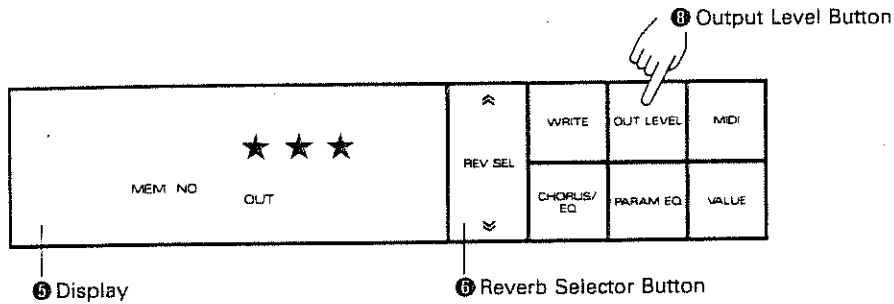 ❽ Output Level Button
WRITE OUT LEVEL MIDI
★ ★ ★
REV SEL
MEM NO OUT
CHORUS/
EQ PARAM EQ VALUE
❺ Display ❻ Reverb Selector Button